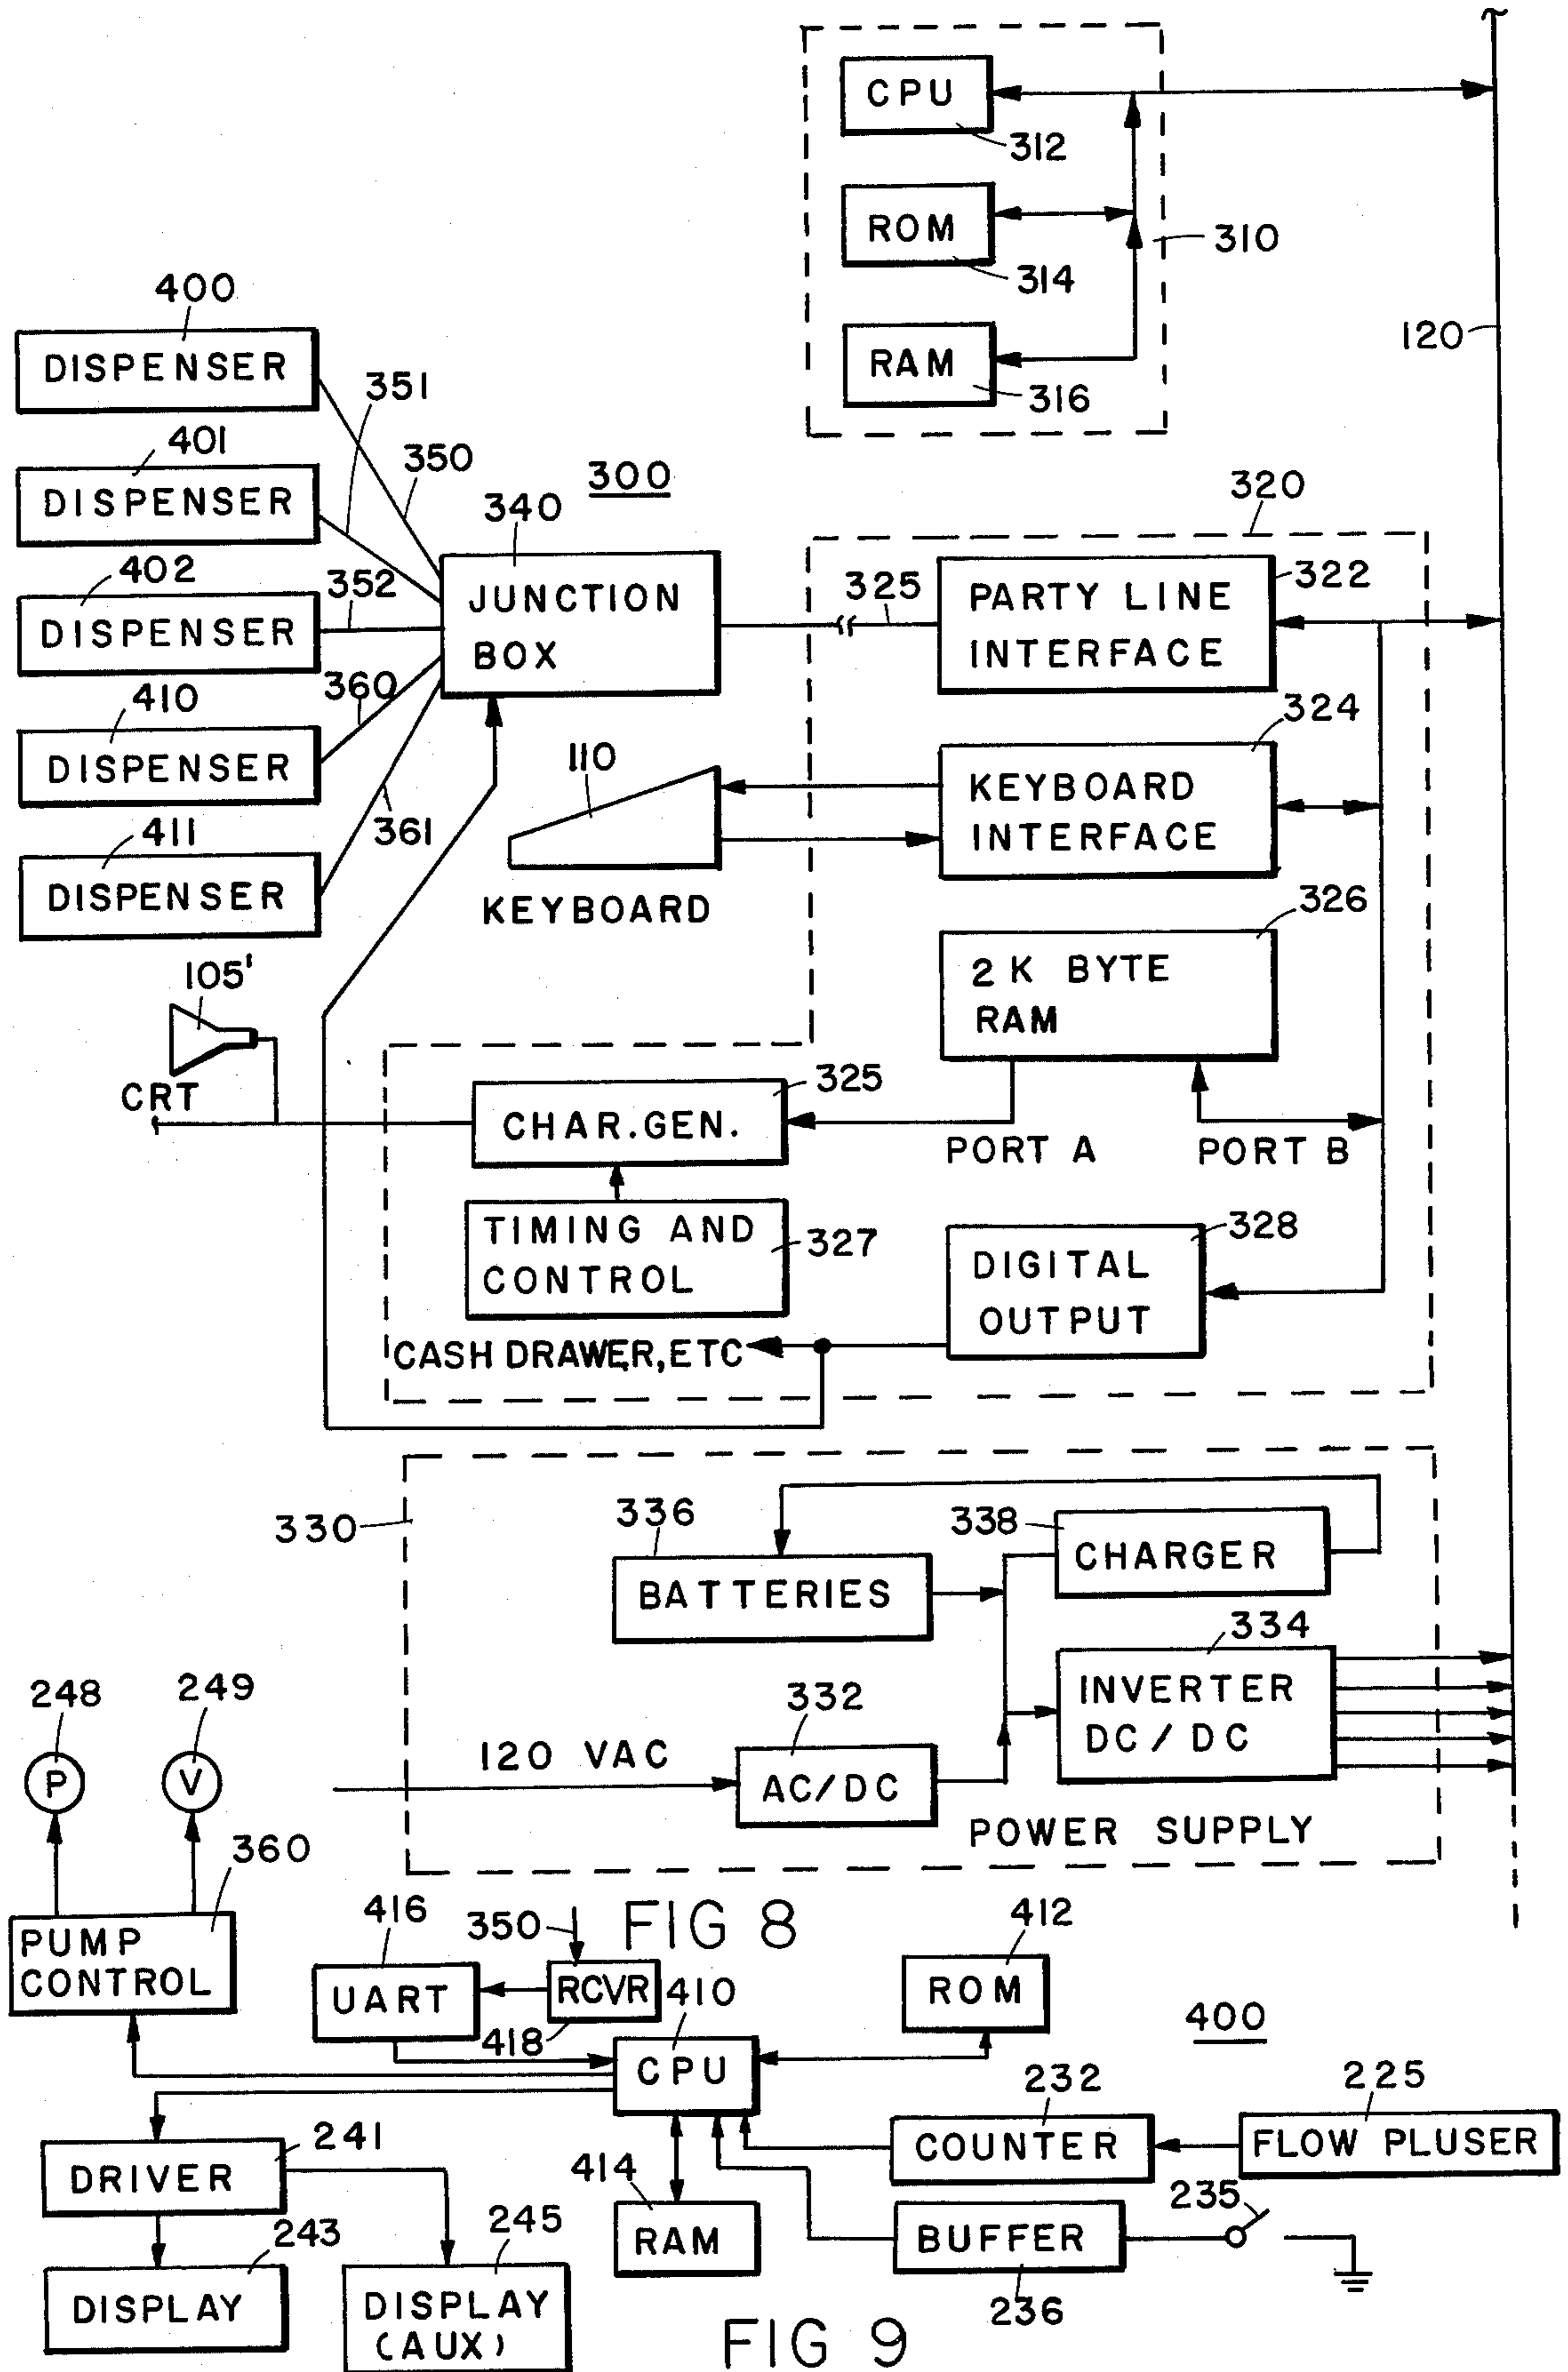 CPU
312
ROM
314
310
RAM
316
120
400
DISPENSER
351
350
401
DISPENSER
402
352
DISPENSER
360
410
DISPENSER
361
411
DISPENSER
300
340
JUNCTION
BOX
320
325
PARTY LINE
INTERFACE
322
324
110
KEYBOARD
INTERFACE
KEYBOARD
326
2 K BYTE
RAM
105'
CRT
325
CHAR.GEN.
PORT A
PORT B
TIMING AND
CONTROL
327
328
DIGITAL
OUTPUT
CASH DRAWER, ETC
330
336
BATTERIES
338
CHARGER
334
INVERTER
DC/DC
332
120 VAC
AC/DC
POWER SUPPLY
FIG 8
248
249
P
V
360
PUMP
CONTROL
416
UART
350
RCVR
418
410
CPU
412
ROM
400
232
COUNTER
225
FLOW PLUSER
241
DRIVER
414
RAM
235
BUFFER
236
243
DISPLAY
245
DISPLAY
(AUX)
FIG 9